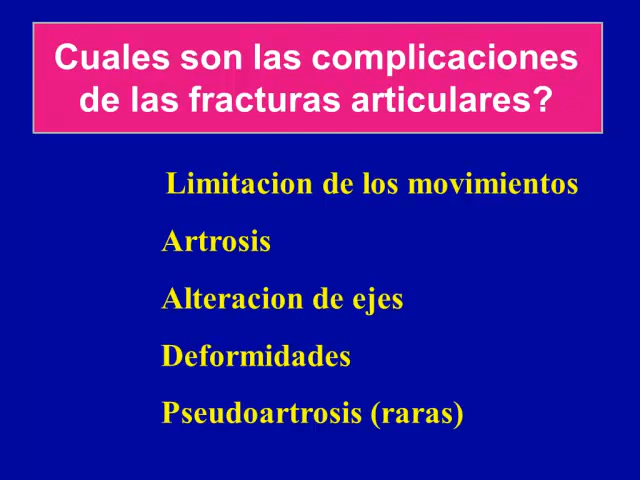 Cuales son las complicaciones
de las fracturas articulares?
Limitacion de los movimientos
Artrosis
Alteracion de ejes
Deformidades
Pseudoartrosis (raras)